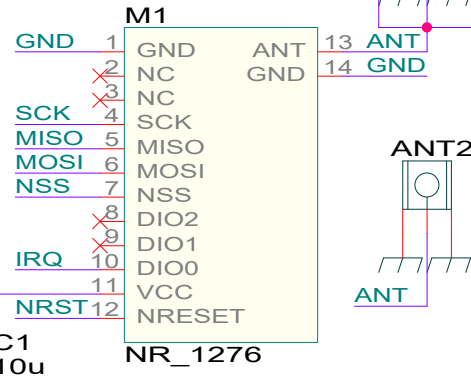 M1
GND 1 GND ANT 13 ANT
2 NC GND 14 GND
3 NC
SCK 4 SCK
MISO 5 MISO
MOSI 6 MOSI
NSS 7 NSS
8 DIO2
9 DIO1
IRQ 10 DIO0
11 VCC
NRST 12 NRESET
NR_1276
C1
10u
ANT2
ANT